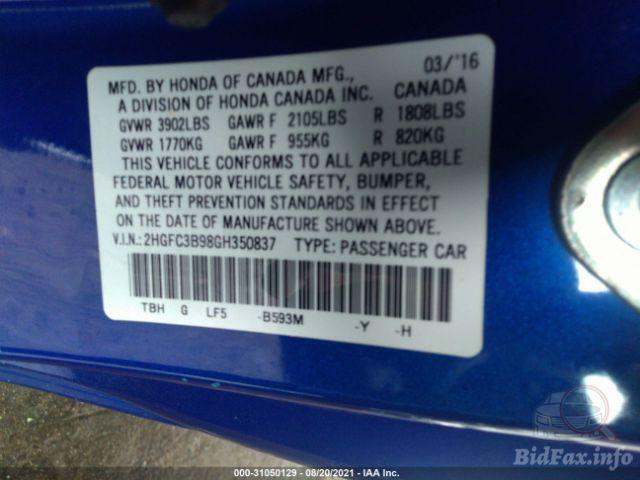 03/'16
MFD. BY HONDA OF CANADA MFG., CANADA
A DIVISION OF HONDA CANADA INC.
GVWR 3902LBS GAWR F 2105LBS R 1808LBS
GVWR 1770KG GAWR F 955KG R 820KG
THIS VEHICLE CONFORMS TO ALL APPLICABLE
FEDERAL MOTOR VEHICLE SAFETY, BUMPER,
AND THEFT PREVENTION STANDARDS IN EFFECT
ON THE DATE OF MANUFACTURE SHOWN ABOVE.
V.I.N.: 2HGFC3B98GH350837 TYPE: PASSENGER CAR
TBH G LF5 -B593M -Y -H
BidFax.info
000-31050129 - 08/20/2021 - IAA Inc.